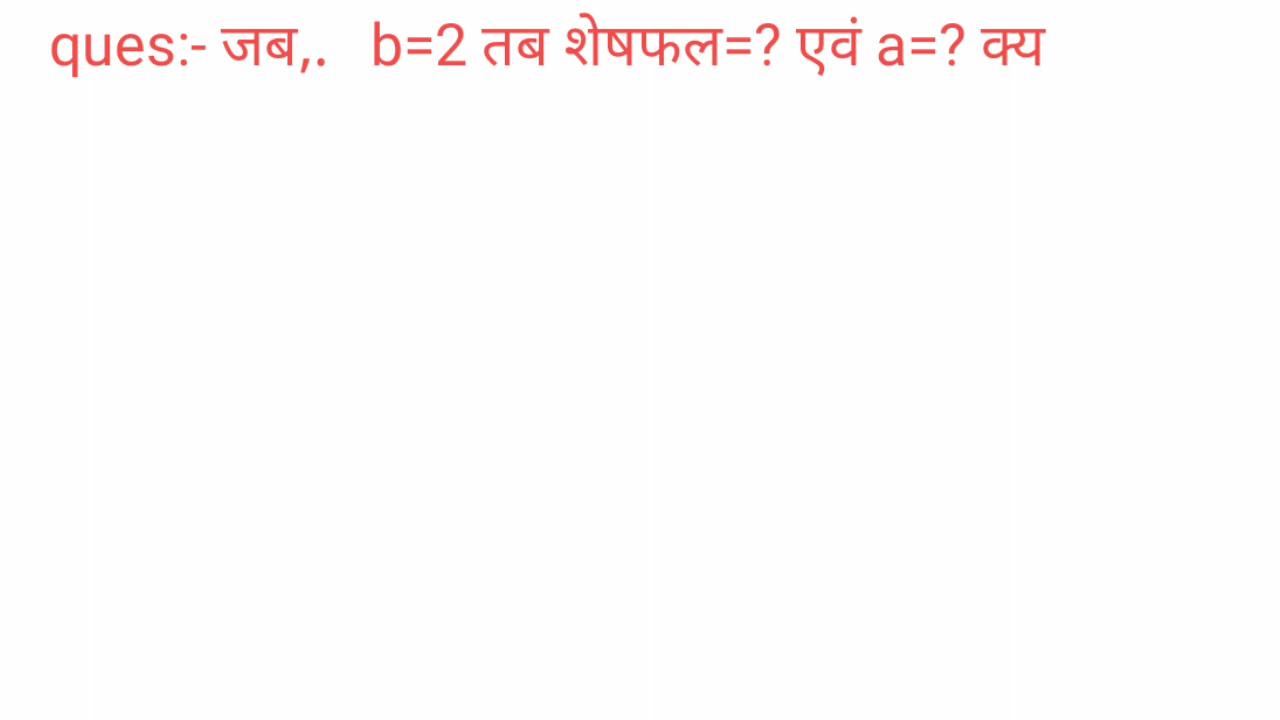 ques:- जब,. b=2 तब शेषफल=? एवं a=? क्य